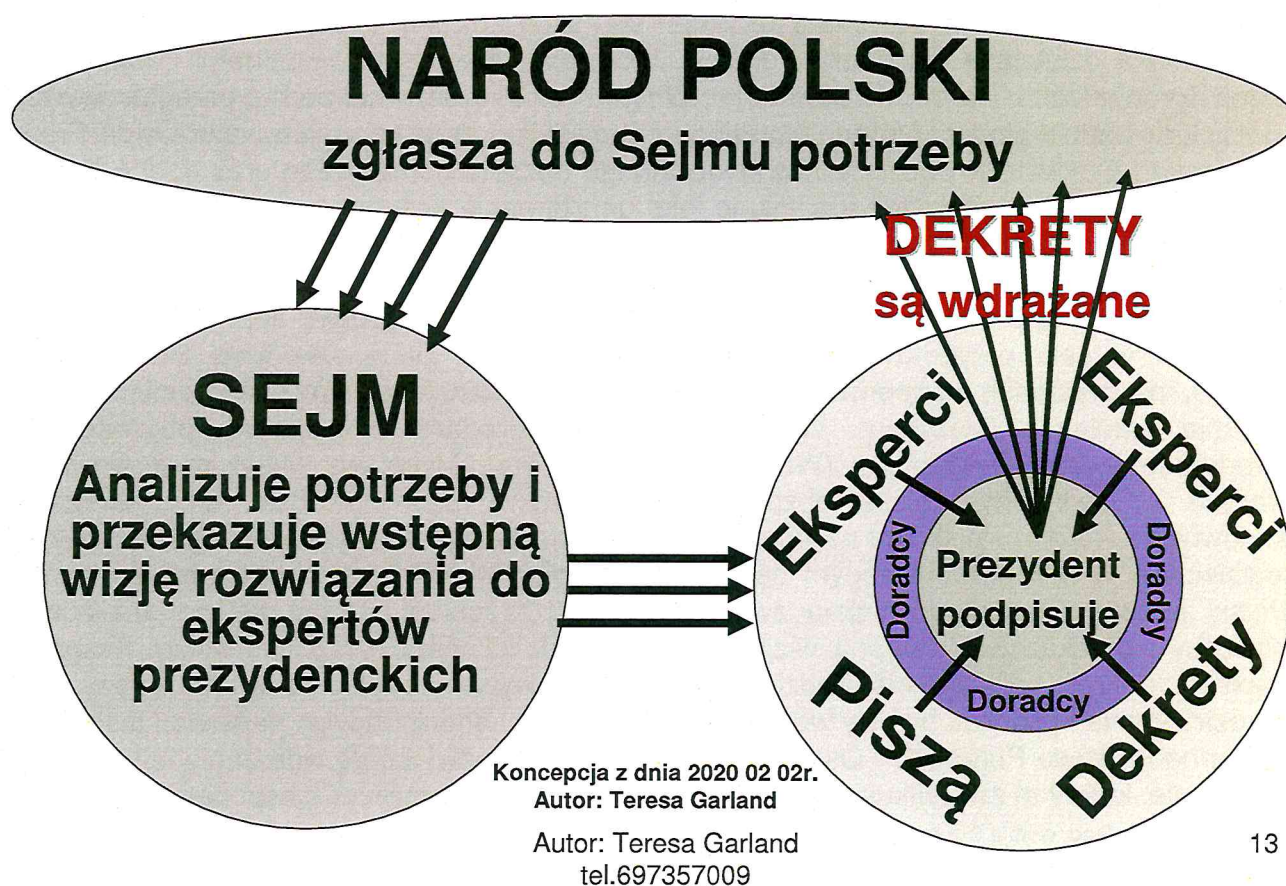 NARÓD POLSKI
zgłasza do Sejmu potrzeby
DEKRETY
są wdrażane
SEJM
Analizuje potrzeby i
przekazuje wstępną
wizję rozwiązania do
ekspertów
prezydenckich
Eksperci
Eksperci
Doradcy
Doradcy
Prezydent
podpisuje
Doradcy
Piszą
Dekrety
Koncepcja z dnia 2020 02 02r.
Autor: Teresa Garland
Autor: Teresa Garland
tel.697357009
13